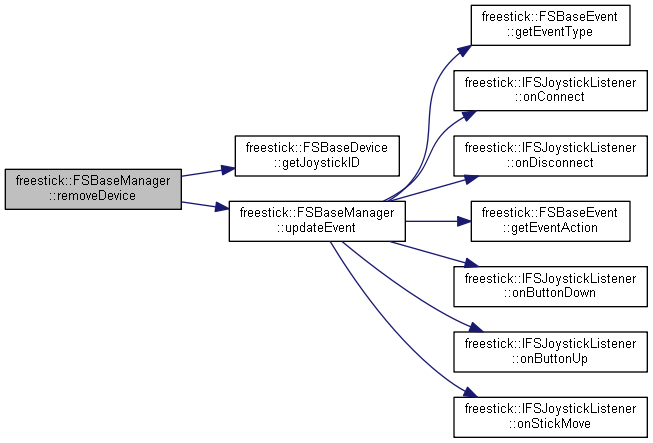 freestick::FSBaseManager
::removeDevice
freestick::FSBaseDevice
::getJoystickID
freestick::FSBaseManager
::updateEvent
freestick::FSBaseEvent
::getEventType
freestick::IFSJoystickListener
::onConnect
freestick::IFSJoystickListener
::onDisconnect
freestick::FSBaseEvent
::getEventAction
freestick::IFSJoystickListener
::onButtonDown
freestick::IFSJoystickListener
::onButtonUp
freestick::IFSJoystickListener
::onStickMove